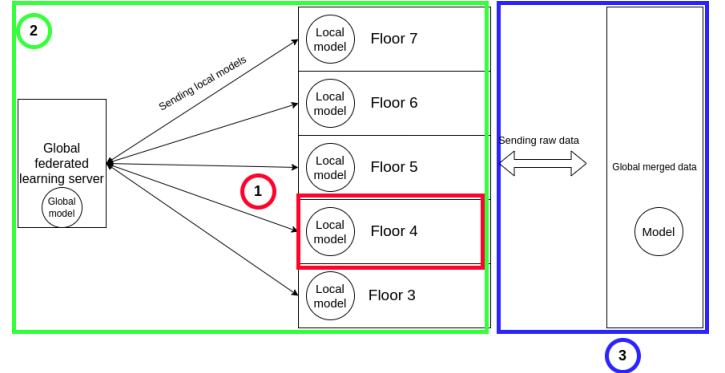 2
Local
model
Floor 7
Sending local models
Local
model
Floor 6
Global
federated
learning server
Global
model
Local
model
Floor 5
1
Local
model
Floor 4
Local
model
Floor 3
Sending raw data
Global merged data
Model
3